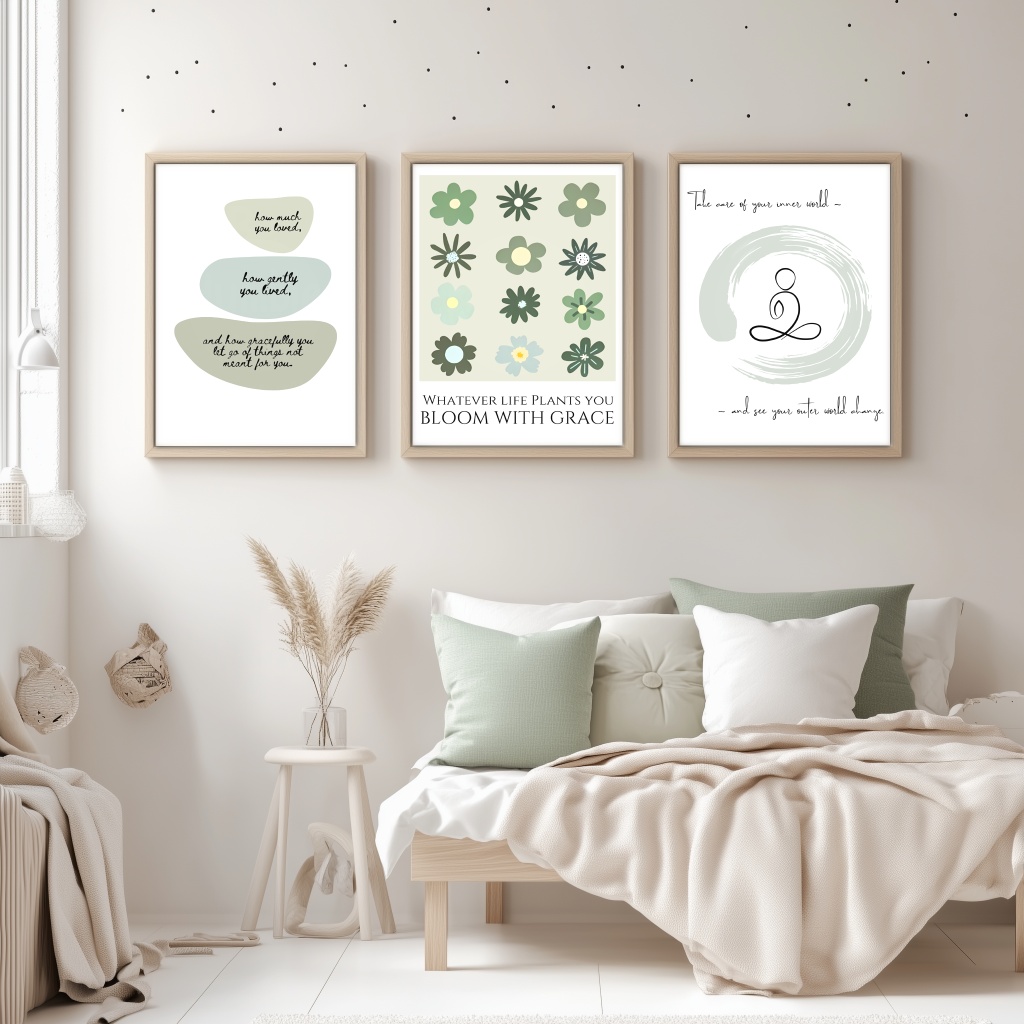 how much
you loved,
how gently
you lived,
and how gracefully you
let go of things not
meant for you.
WHATEVER LIFE PLANTS YOU
BLOOM WITH GRACE
Take care of your inner world ~
~ and see your outer world change.